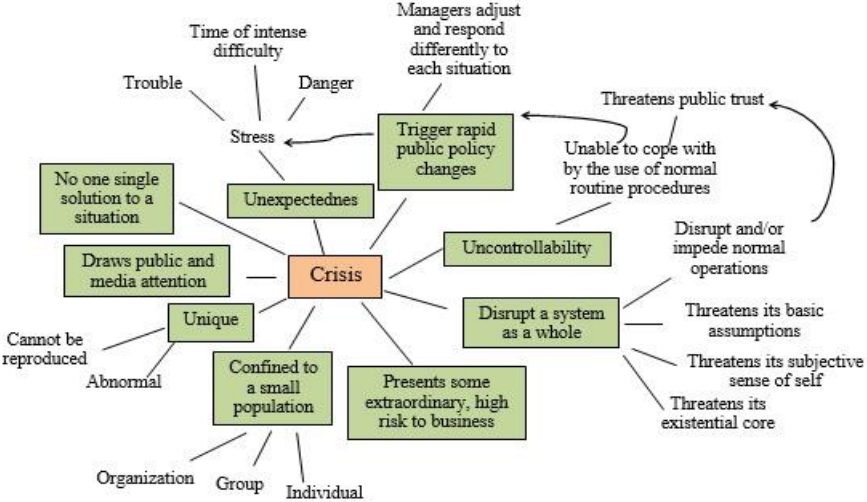 Managers adjust
and respond
differently to
each situation
Time of intense
difficulty
Trouble
Danger
Stress
Threatens public trust
Trigger rapid
public policy
changes
Unable to cope with
by the use of normal
routine procedures
No one single
solution to a
situation
Unexpectednes
Uncontrollability
Disrupt and/or
impede normal
operations
Draws public and
media attention
Crisis
Unique
Disrupt a system
as a whole
Threatens its basic
assumptions
Cannot be
reproduced
Abnormal
Confined to
a small
population
Presents some
extraordinary, high
risk to business
Threatens its subjective
sense of self
Threatens its
existential core
Organization
Group
Individual